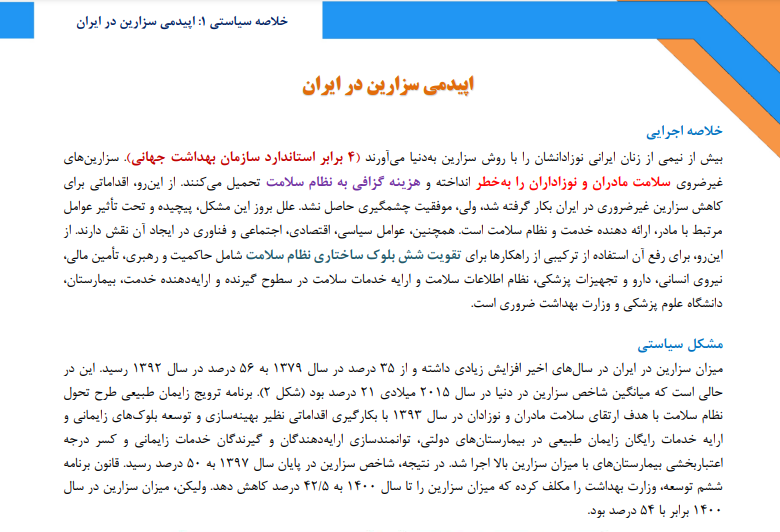 خلاصه سیاستی ۱: اپیدمی سزارین در ایران
اپیدمی سزارین در ایران
خلاصه اجرایی
بیش از نیمی از زنان ایرانی نوزادانشان را با روش سزارین به‌دنیا می‌آورند (۴ برابر استاندارد سازمان بهداشت جهانی). سزارین‌های
غیرضروی سلامت مادران و نوزاداران را به‌خطر انداخته و هزینه گزافی به نظام سلامت تحمیل می‌کنند. از این‌رو، اقداماتی برای
کاهش سزارین غیرضروری در ایران بکار گرفته شد، ولی، موفقیت چشمگیری حاصل نشد. علل بروز این مشکل، پیچیده و تحت تأثیر عوامل
مرتبط با مادر، ارائه دهنده خدمت و نظام سلامت است. همچنین، عوامل سیاسی، اقتصادی، اجتماعی و فناوری در ایجاد آن نقش دارند. از
این‌رو، برای رفع آن استفاده از ترکیبی از راهکارها برای تقویت شش بلوک ساختاری نظام سلامت شامل حاکمیت و رهبری، تأمین مالی،
نیروی انسانی، دارو و تجهیزات پزشکی، نظام اطلاعات سلامت و ارایه خدمات سلامت در سطوح گیرنده و ارایه‌دهنده خدمت، بیمارستان،
دانشگاه علوم پزشکی و وزارت بهداشت ضروری است.
مشکل سیاستی
میزان سزارین در ایران در سال‌های اخیر افزایش زیادی داشته و از ۳۵ درصد در سال ۱۳۷۹ به ۵۶ درصد در سال ۱۳۹۲ رسید. این در
حالی است که میانگین شاخص سزارین در دنیا در سال ۲۰۱۵ میلادی ۲۱ درصد بود (شکل ۲). برنامه ترویج زایمان طبیعی طرح تحول
نظام سلامت با هدف ارتقای سلامت مادران و نوزادان در سال ۱۳۹۳ با بکارگیری اقداماتی نظیر بهینه‌سازی و توسعه بلوک‌های زایمانی و
ارایه خدمات رایگان زایمان طبیعی در بیمارستان‌های دولتی، توانمندسازی ارایه‌دهندگان و گیرندگان خدمات زایمانی و کسر درجه
اعتباربخشی بیمارستان‌های با میزان سزارین بالا اجرا شد. در نتیجه، شاخص سزارین در پایان سال ۱۳۹۷ به ۵۰ درصد رسید. قانون برنامه
ششم توسعه، وزارت بهداشت را مکلف کرده که میزان سزارین را تا سال ۱۴۰۰ به ۴۲/۵ درصد کاهش دهد. ولیکن، میزان سزارین در سال
۱۴۰۰ برابر با ۵۴ درصد بود.